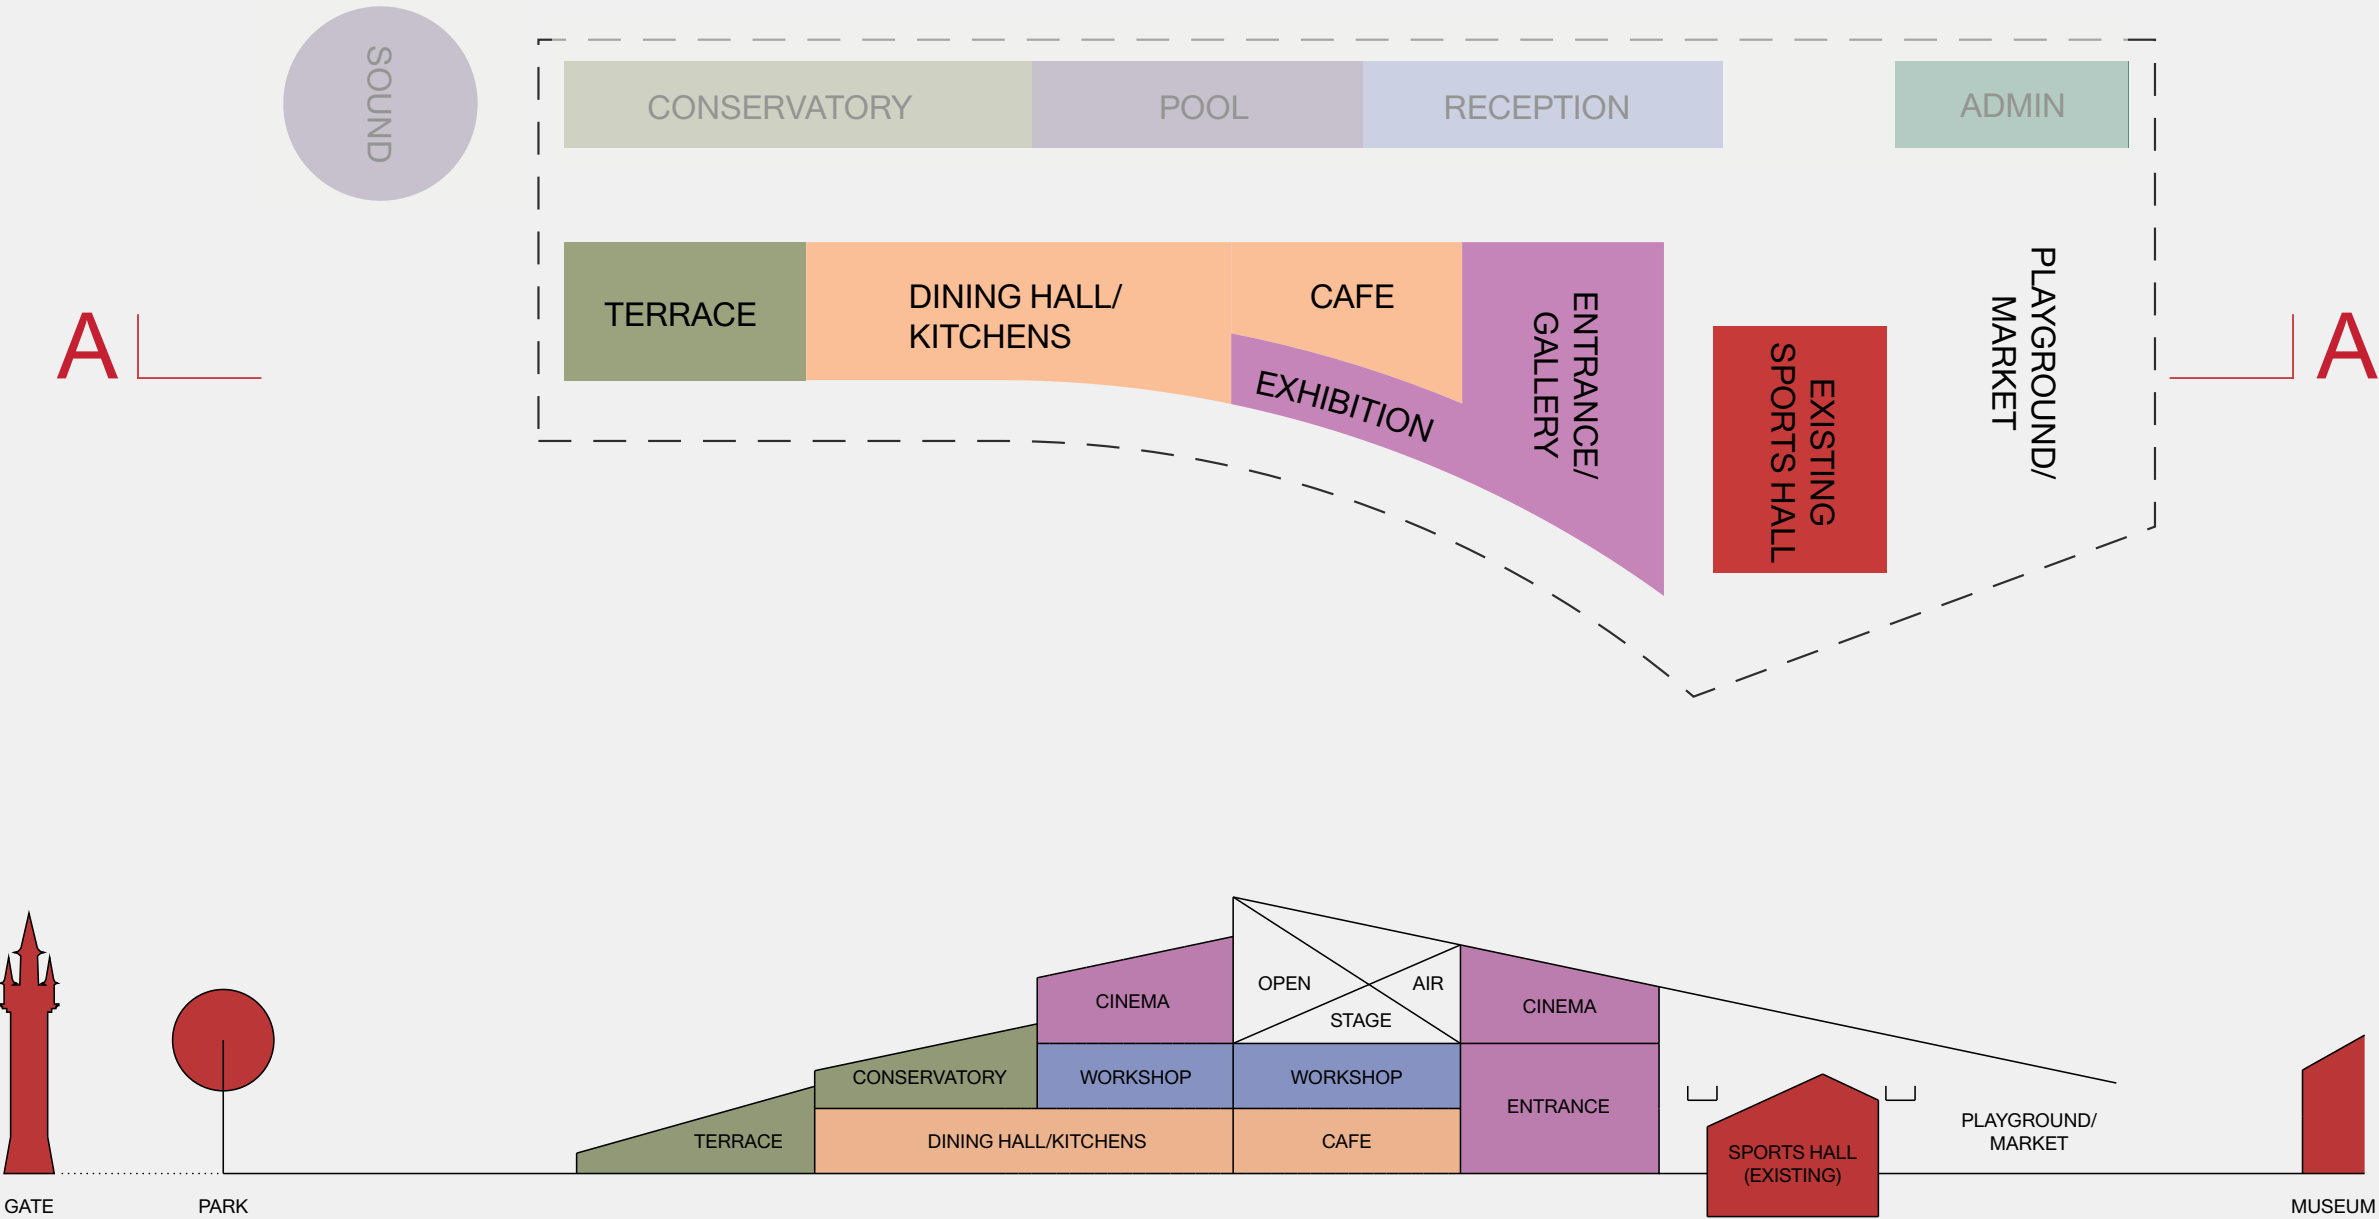 SOUND
CONSERVATORY
POOL
RECEPTION
ADMIN
A
TERRACE
DINING HALL/
KITCHENS
CAFE
EXHIBITION
ENTRANCE/
GALLERY
EXISTING
SPORTS HALL
PLAYGROUND/
MARKET
A
CINEMA
OPEN
AIR
STAGE
CINEMA
CONSERVATORY
WORKSHOP
WORKSHOP
ENTRANCE
TERRACE
DINING HALL/KITCHENS
CAFE
SPORTS HALL
(EXISTING)
PLAYGROUND/
MARKET
GATE
PARK
MUSEUM